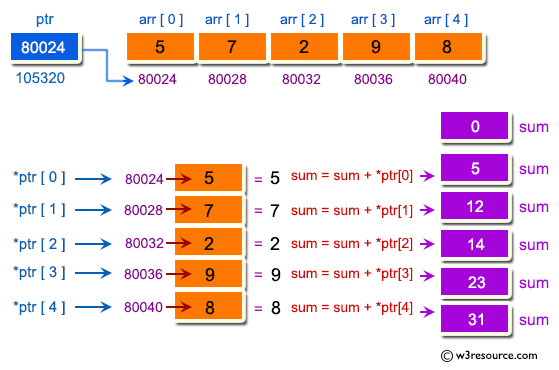 ptr arr [ 0 ] arr [ 1 ] arr [ 2 ] arr [ 3 ] arr [ 4 ]
80024 5 7 2 9 8
105320 80024 80028 80032 80036 80040
0 sum
*ptr [ 0 ] 80024 5 = 5 sum = sum + *ptr[0] 5 sum
*ptr [ 1 ] 80028 7 = 7 sum = sum + *ptr[1] 12 sum
*ptr [ 2 ] 80032 2 = 2 sum = sum + *ptr[2] 14 sum
*ptr [ 3 ] 80036 9 = 9 sum = sum + *ptr[3] 23 sum
*ptr [ 4 ] 80040 8 = 8 sum = sum + *ptr[4] 31 sum
© w3resource.com